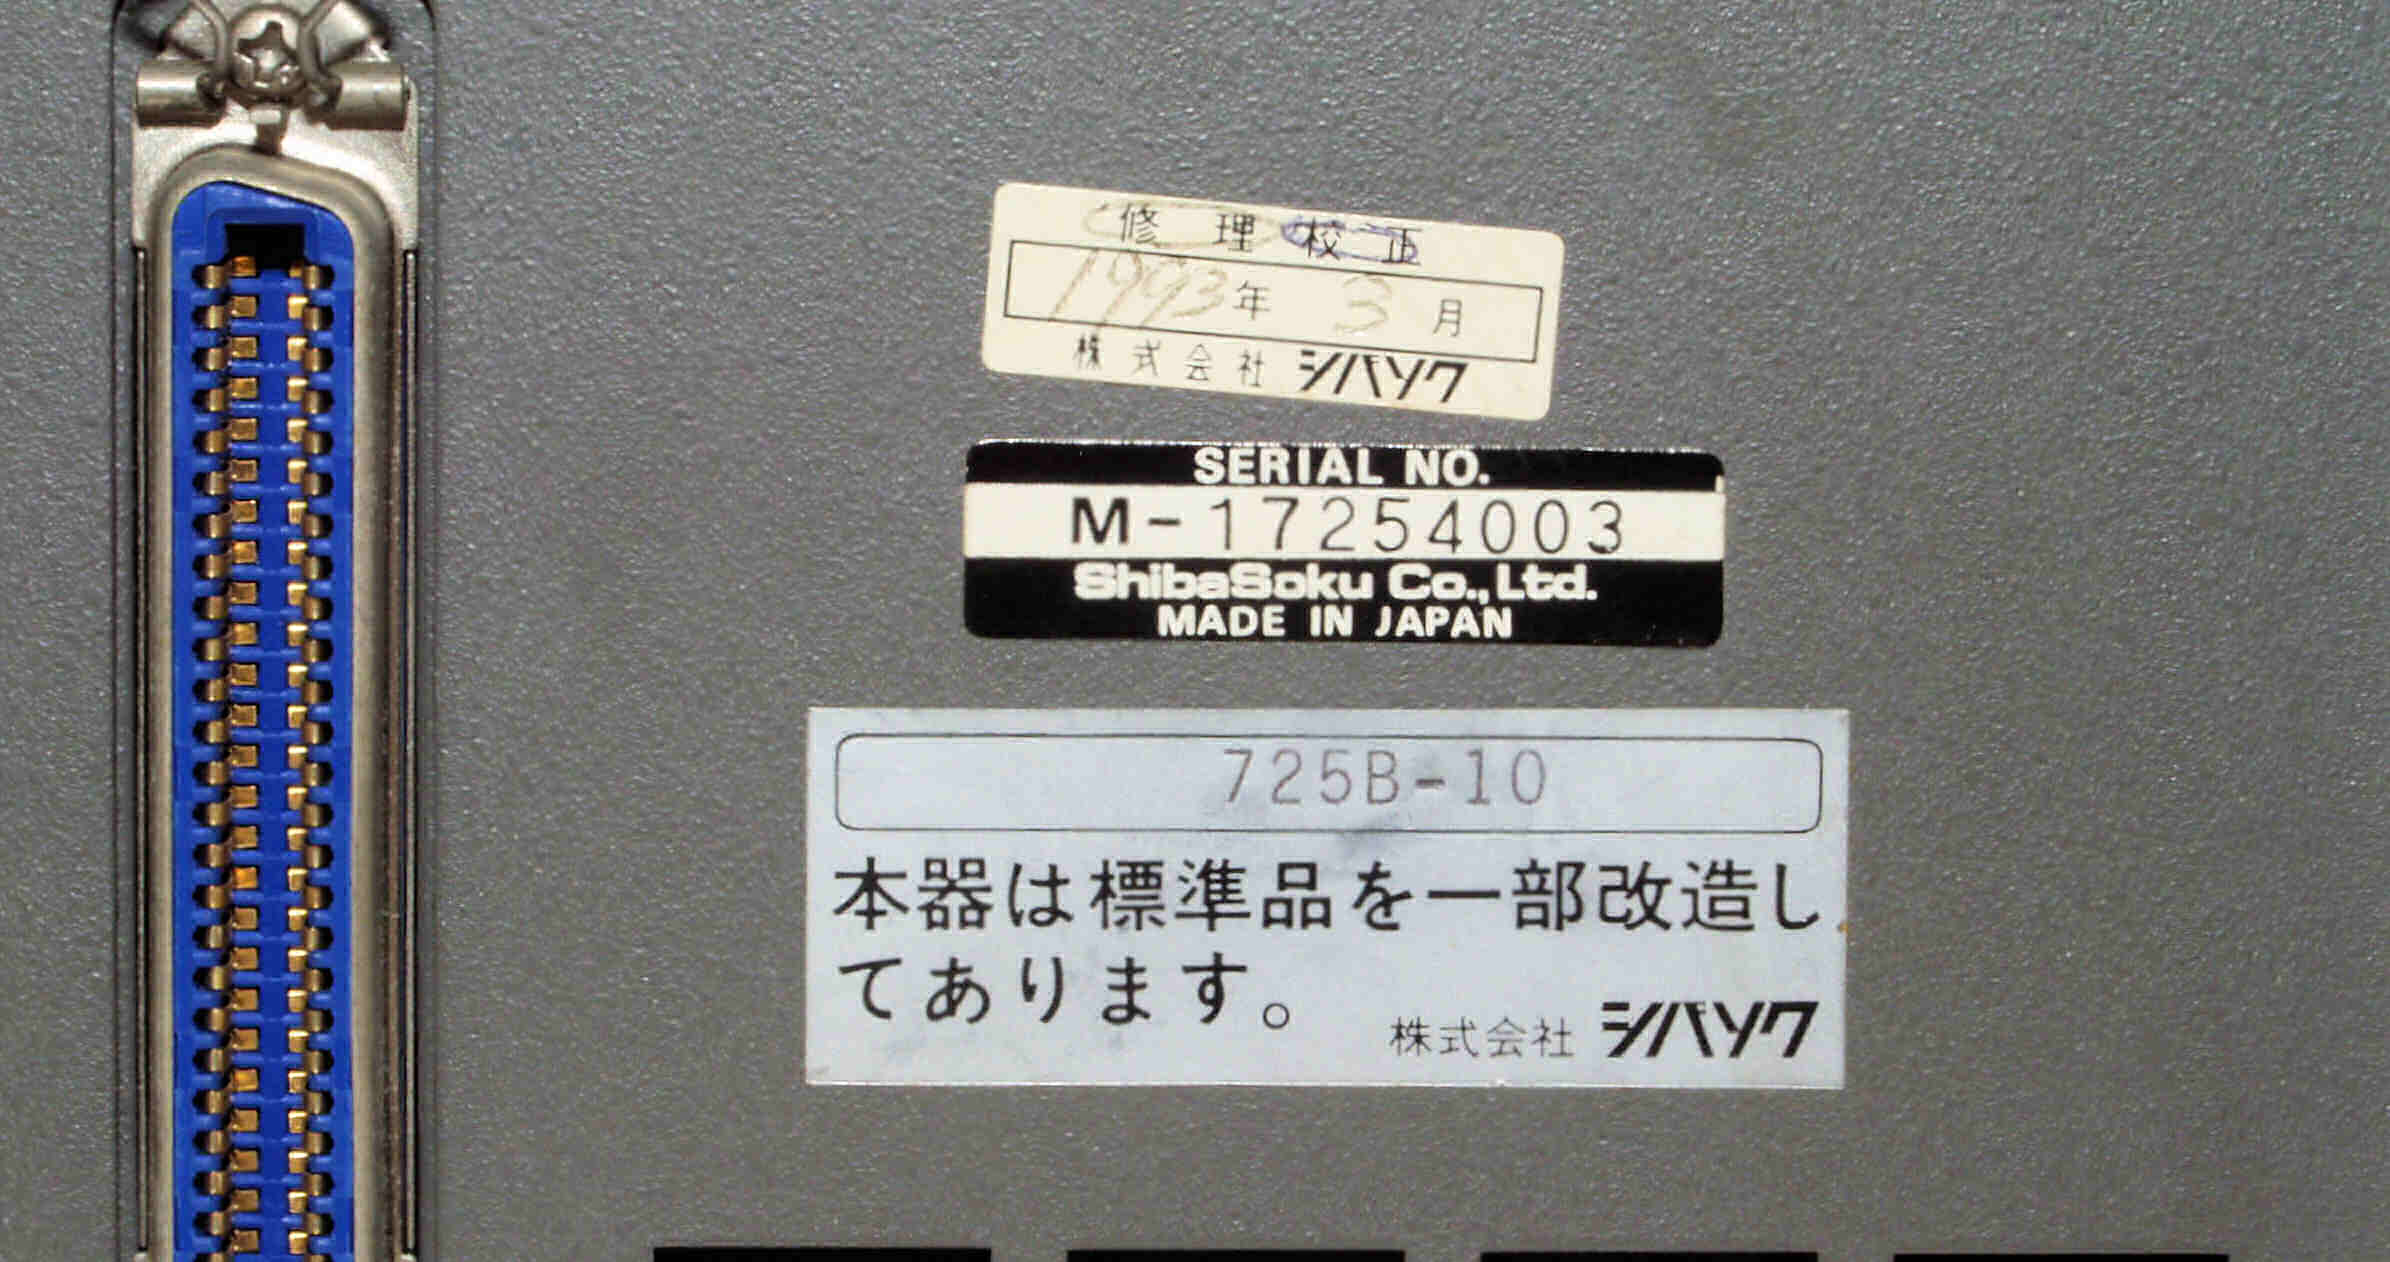 修理 校正
1993年 3月
株式会社 シバソク
SERIAL NO.
M-17254003
ShibaSoku Co.,Ltd.
MADE IN JAPAN
725B-10
本器は標準品を一部改造し
てあります。
株式会社 シバソク